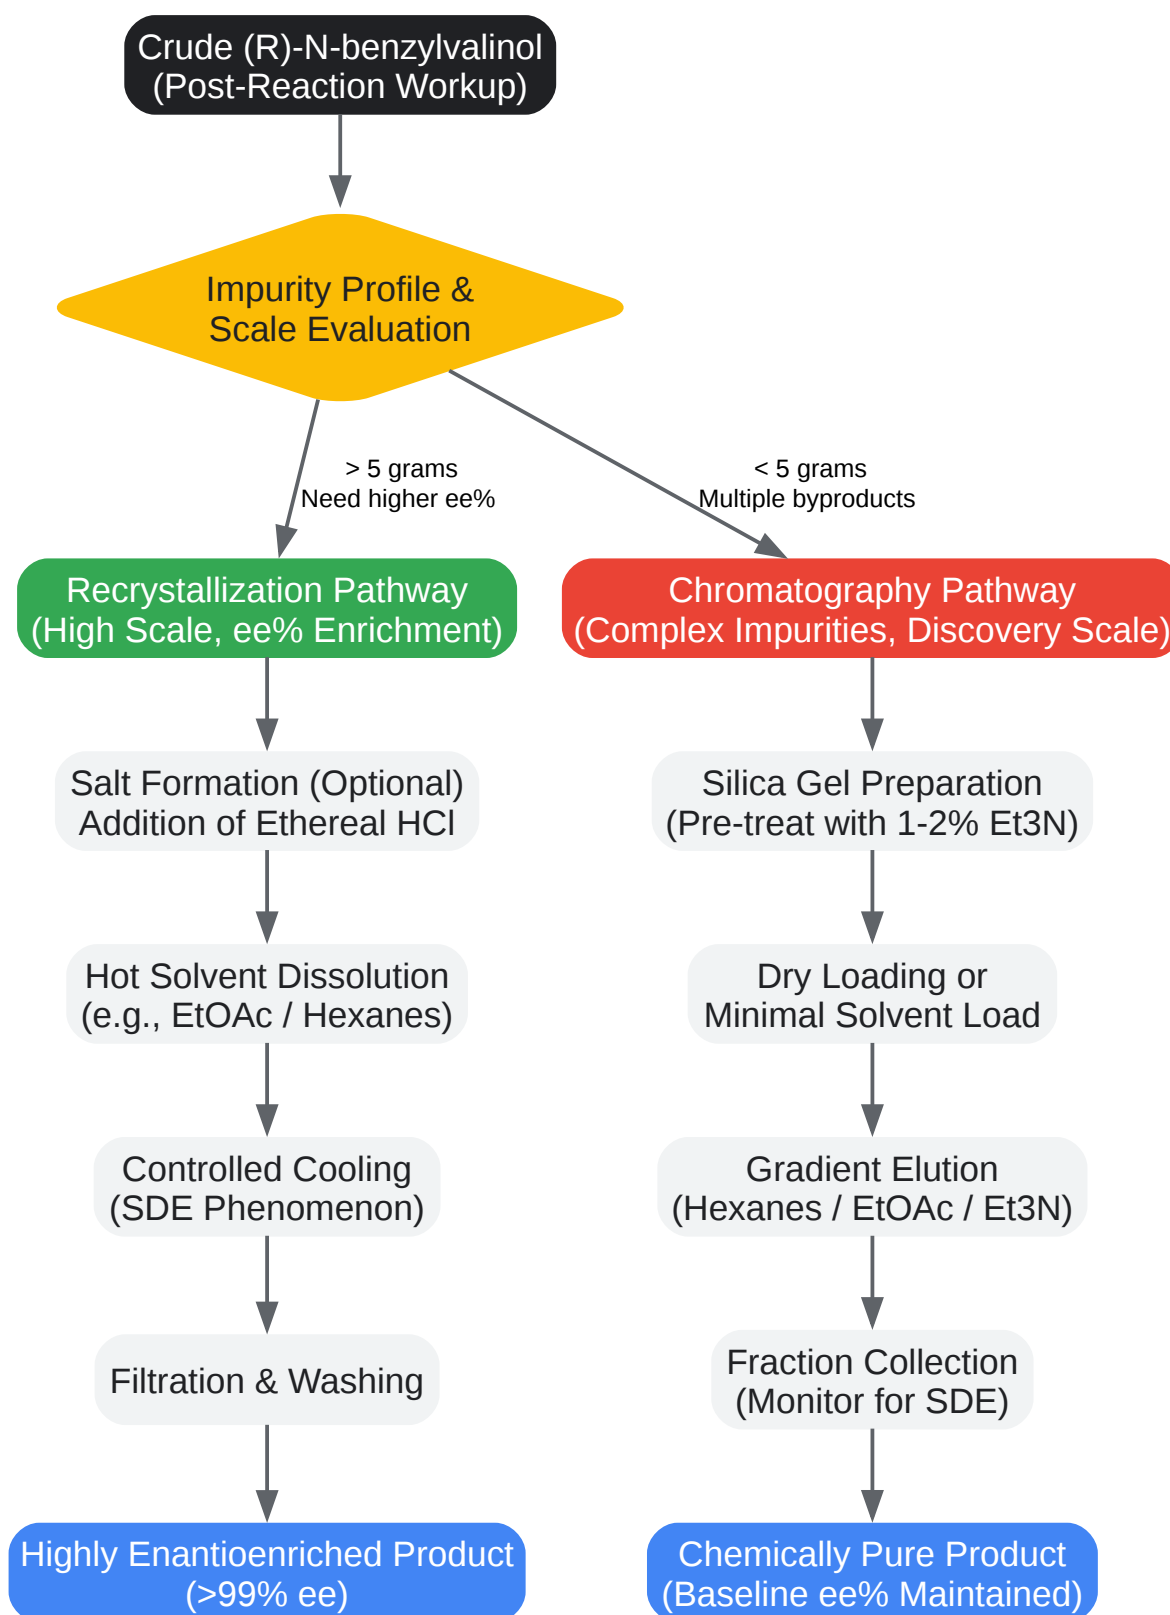 Crude (R)-N-benzylvalinol
(Post-Reaction Workup)
Impurity Profile &
Scale Evaluation
> 5 grams
Need higher ee%
< 5 grams
Multiple byproducts
Recrystallization Pathway
(High Scale, ee% Enrichment)
Chromatography Pathway
(Complex Impurities, Discovery Scale)
Salt Formation (Optional)
Addition of Ethereal HCl
Silica Gel Preparation
(Pre-treat with 1-2% Et3N)
Hot Solvent Dissolution
(e.g., EtOAc / Hexanes)
Dry Loading or
Minimal Solvent Load
Controlled Cooling
(SDE Phenomenon)
Gradient Elution
(Hexanes / EtOAc / Et3N)
Filtration & Washing
Fraction Collection
(Monitor for SDE)
Highly Enantioenriched Product
(>99% ee)
Chemically Pure Product
(Baseline ee% Maintained)